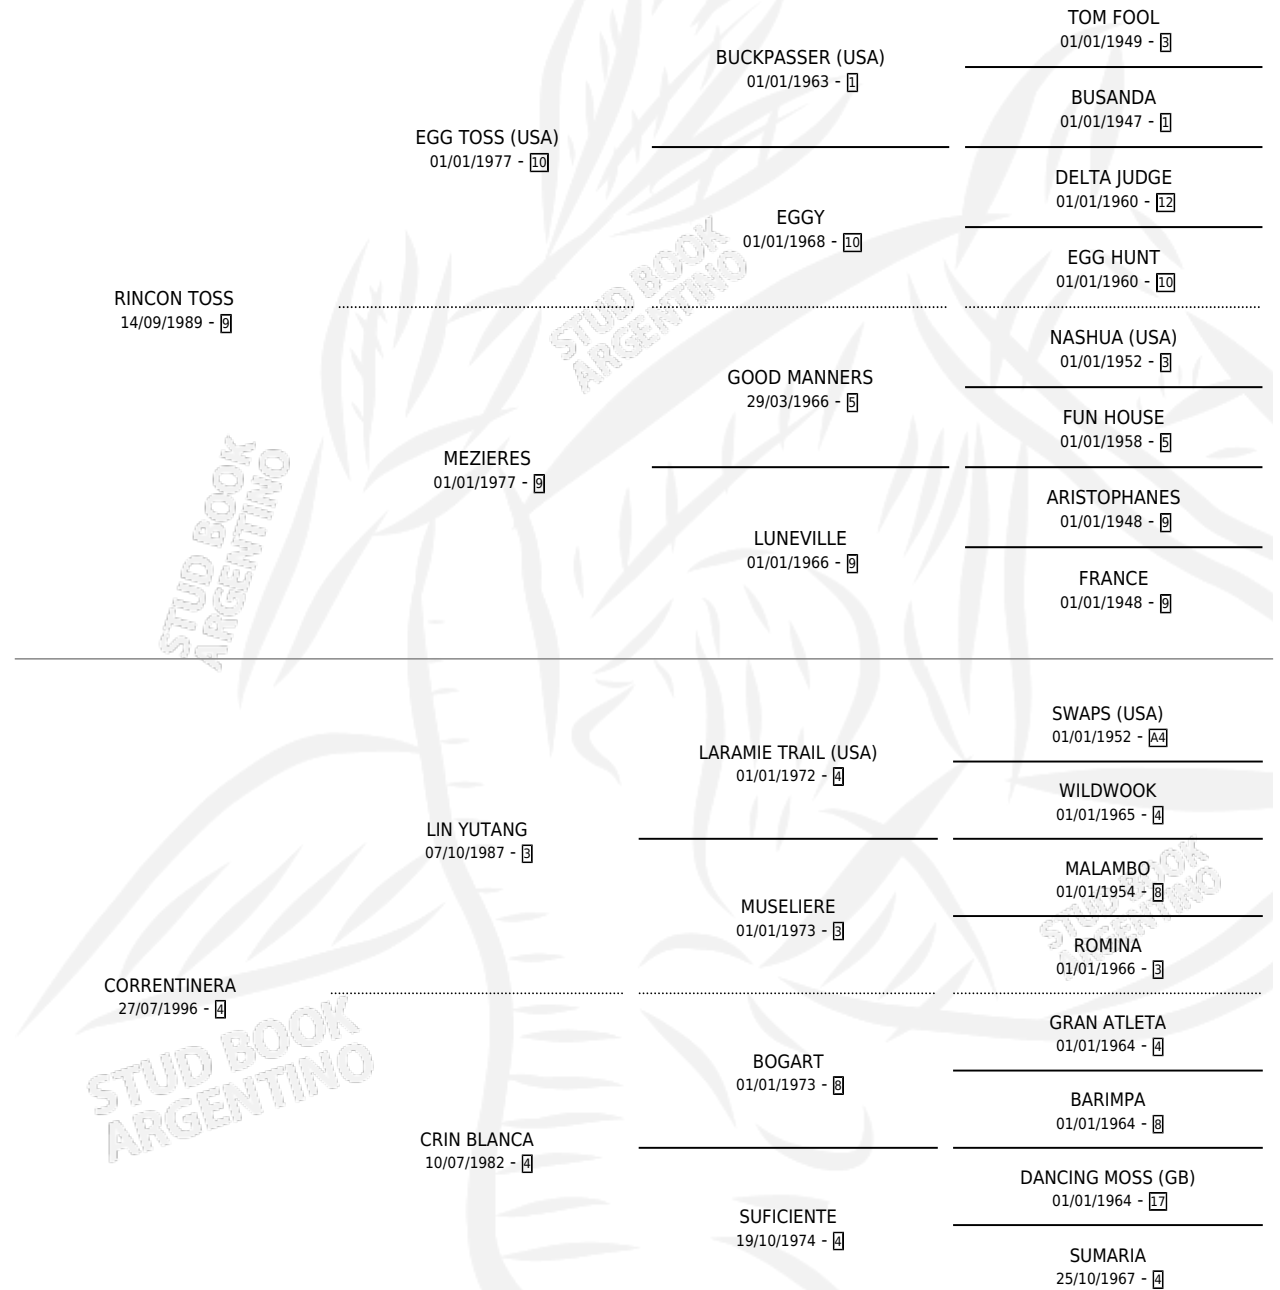 TOM FOOL
01/01/1949 - 3
BUCKPASSER (USA)
01/01/1963 - 1
BUSANDA
01/01/1947 - 1
EGG TOSS (USA)
01/01/1977 - 10
DELTA JUDGE
01/01/1960 - 12
EGGY
01/01/1968 - 10
EGG HUNT
01/01/1960 - 10
RINCON TOSS
14/09/1989 - 9
NASHUA (USA)
01/01/1952 - 3
GOOD MANNERS
29/03/1966 - 5
FUN HOUSE
01/01/1958 - 5
MEZIERES
01/01/1977 - 9
ARISTOPHANES
01/01/1948 - 9
LUNEVILLE
01/01/1966 - 9
FRANCE
01/01/1948 - 9
SWAPS (USA)
01/01/1952 - A4
LARAMIE TRAIL (USA)
01/01/1972 - 4
WILDWOOK
01/01/1965 - 4
LIN YUTANG
07/10/1987 - 3
MALAMBO
01/01/1954 - 8
MUSELIERE
01/01/1973 - 3
ROMINA
01/01/1966 - 3
CORRENTINERA
27/07/1996 - 4
GRAN ATLETA
01/01/1964 - 4
BOGART
01/01/1973 - 8
BARIMPA
01/01/1964 - 8
CRIN BLANCA
10/07/1982 - 4
DANCING MOSS (GB)
01/01/1964 - 17
SUFICIENTE
19/10/1974 - 4
SUMARIA
25/10/1967 - 4
STUD BOOK
ARGENTINO
STUD BOOK
ARGENTINO
STUD BOOK
ARGENTINO
STUD BOOK
ARGENTINO